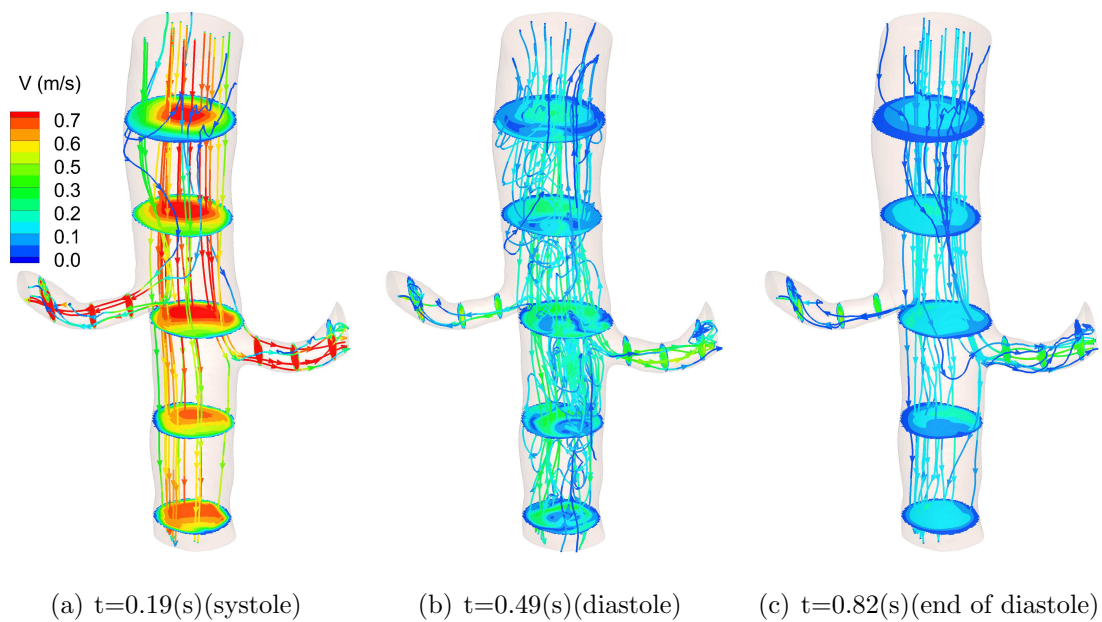 V (m/s)
0.7
0.6
0.4
0.3
0.2
0.1
0.0
(a) t=0.19(s)(systole)
(b) t=0.49(s)(diastole)
(c) t=0.82(s)(end of diastole)